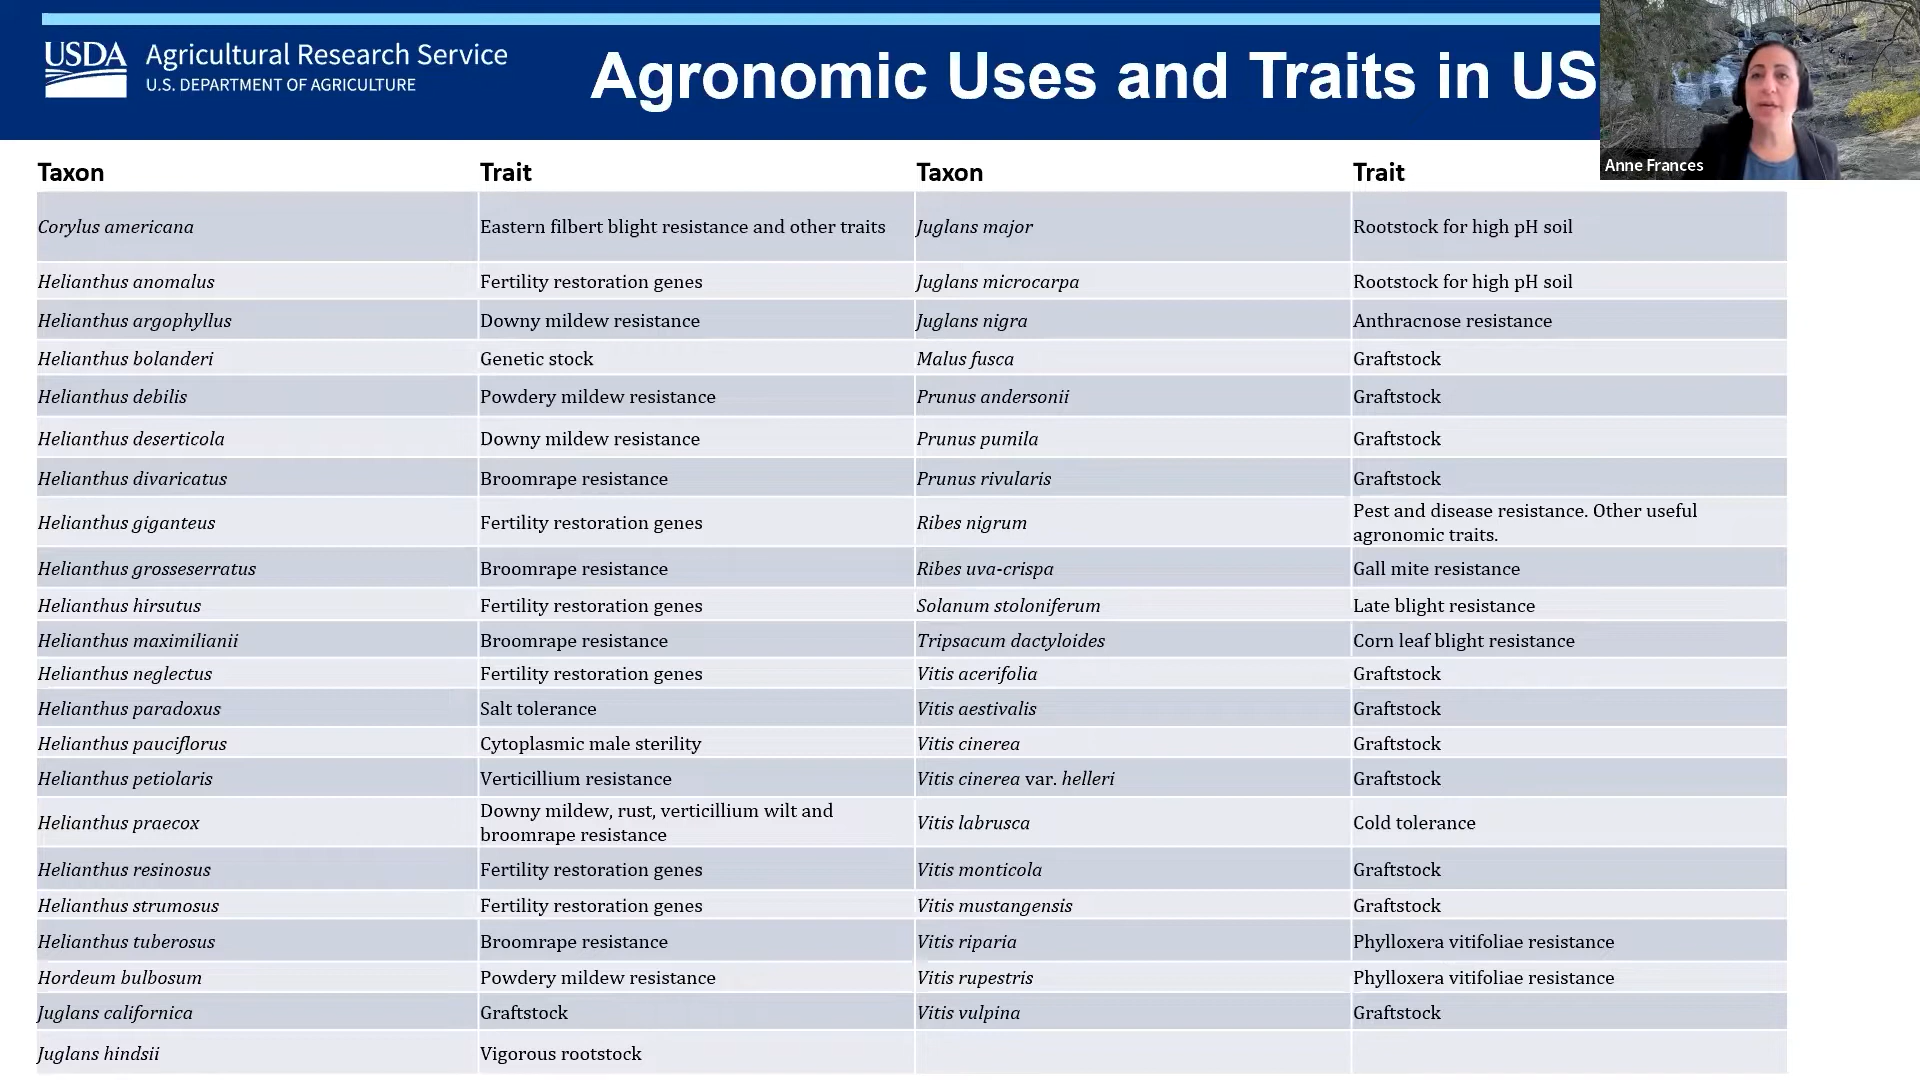 USDA Agricultural Research Service
U.S. DEPARTMENT OF AGRICULTURE
Agronomic Uses and Traits in US
Anne Frances
Taxon Trait Taxon Trait
Corylus americana Eastern filbert blight resistance and other traits Juglans major Rootstock for high pH soil
Helianthus anomalus Fertility restoration genes Juglans microcarpa Rootstock for high pH soil
Helianthus argophyllus Downy mildew resistance Juglans nigra Anthracnose resistance
Helianthus bolanderi Genetic stock Malus fusca Graftstock
Helianthus debilis Powdery mildew resistance Prunus andersonii Graftstock
Helianthus deserticola Downy mildew resistance Prunus pumila Graftstock
Helianthus divaricatus Broomrape resistance Prunus rivularis Graftstock
Helianthus giganteus Fertility restoration genes Ribes nigrum Pest and disease resistance. Other useful
agronomic traits.
Helianthus grosseserratus Broomrape resistance Ribes uva-crispa Gall mite resistance
Helianthus hirsutus Fertility restoration genes Solanum stoloniferum Late blight resistance
Helianthus maximilianii Broomrape resistance Tripsacum dactyloides Corn leaf blight resistance
Helianthus neglectus Fertility restoration genes Vitis acerifolia Graftstock
Helianthus paradoxus Salt tolerance Vitis aestivalis Graftstock
Helianthus pauciflorus Cytoplasmic male sterility Vitis cinerea Graftstock
Helianthus petiolaris Verticillium resistance Vitis cinerea var. helleri Graftstock
Helianthus praecox Downy mildew, rust, verticillium wilt and
broomrape resistance Vitis labrusca Cold tolerance
Helianthus resinosus Fertility restoration genes Vitis monticola Graftstock
Helianthus strumosus Fertility restoration genes Vitis mustangensis Graftstock
Helianthus tuberosus Broomrape resistance Vitis riparia Phylloxera vitifoliae resistance
Hordeum bulbosum Powdery mildew resistance Vitis rupestris Phylloxera vitifoliae resistance
Juglans californica Graftstock Vitis vulpina Graftstock
Juglans hindsii Vigorous rootstock